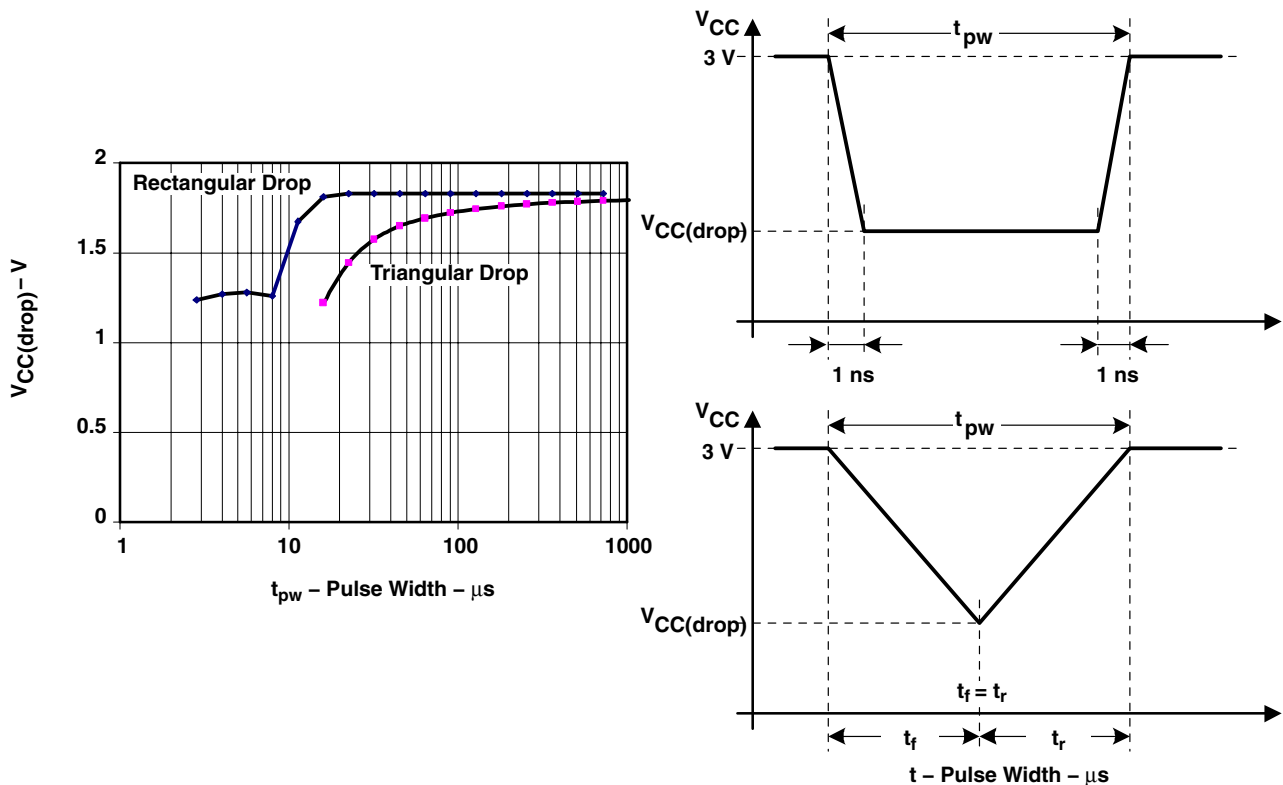 2
1.5
1
0.5
0
VCC(drop) – V
Rectangular Drop
Triangular Drop
1
10
100
1000
tpw – Pulse Width – μs
VCC
3 V
tpw
VCC(drop)
1 ns
1 ns
VCC
3 V
tpw
VCC(drop)
tf = tr
tf
tr
t – Pulse Width – μs